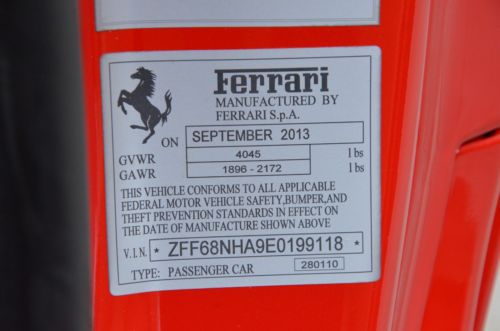 Ferrari
MANUFACTURED BY
FERRARI S.p.A.
ON SEPTEMBER 2013
GVWR 4045 lbs
GAWR 1896 - 2172 lbs
THIS VEHICLE CONFORMS TO ALL APPLICABLE
FEDERAL MOTOR VEHICLE SAFETY, BUMPER,AND
THEFT PREVENTION STANDARDS IN EFFECT ON
THE DATE OF MANUFACTURE SHOWN ABOVE
V.I.N. * ZFF68NHA9E0199118 *
TYPE: PASSENGER CAR 280110